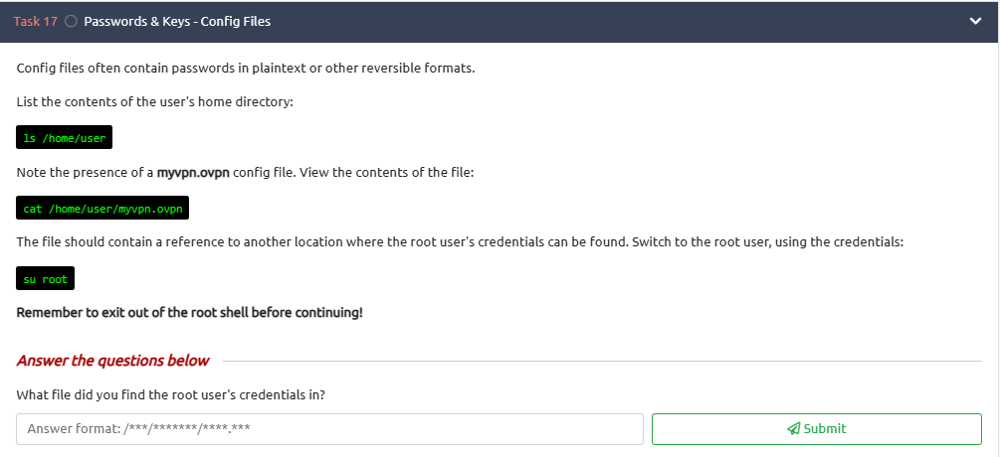 Task 17 Passwords & Keys - Config Files
Config files often contain passwords in plaintext or other reversible formats.
List the contents of the user's home directory:
ls /home/user
Note the presence of a myvpn.ovpn config file. View the contents of the file:
cat /home/user/myvpn.ovpn
The file should contain a reference to another location where the root user's credentials can be found. Switch to the root user, using the credentials:
su root
Remember to exit out of the root shell before continuing!
Answer the questions below
What file did you find the root user's credentials in?
Answer format: /***/*******/****.***
Submit